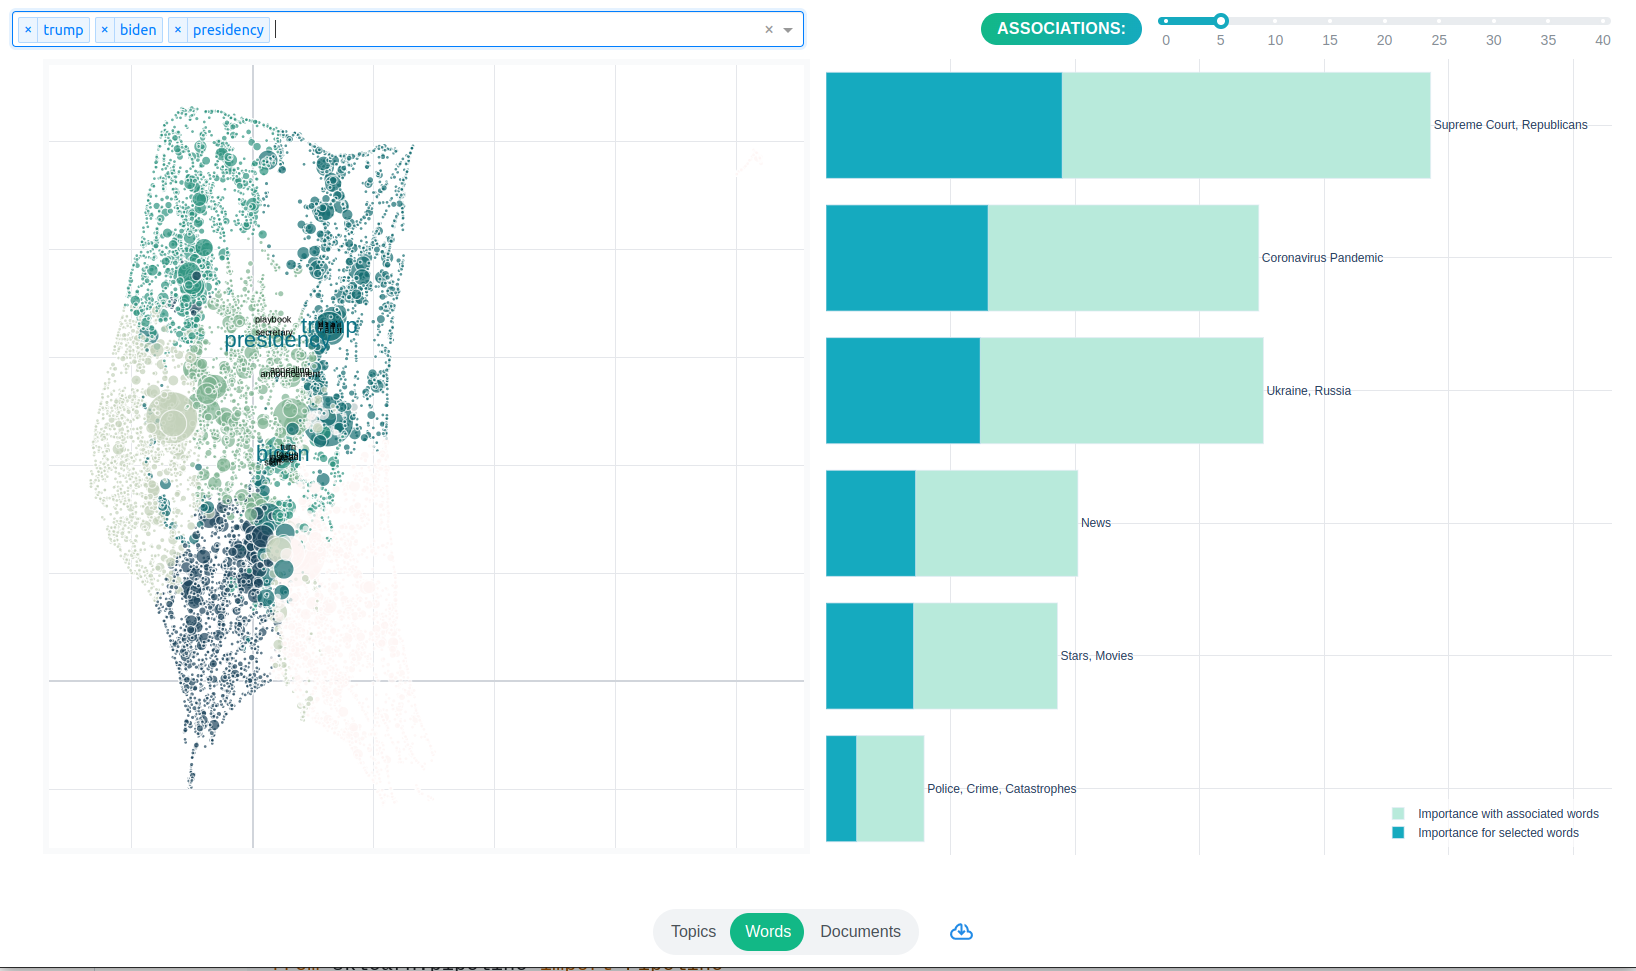 × trump × biden × presidency
ASSOCIATIONS:
0 5 10 15 20 25 30 35 40
playbook
secretary
trump
presidency
appealing
announcement
biden
Supreme Court, Republicans
Coronavirus Pandemic
Ukraine, Russia
News
Stars, Movies
Police, Crime, Catastrophes
Importance with associated words
Importance for selected words
Topics Words Documents